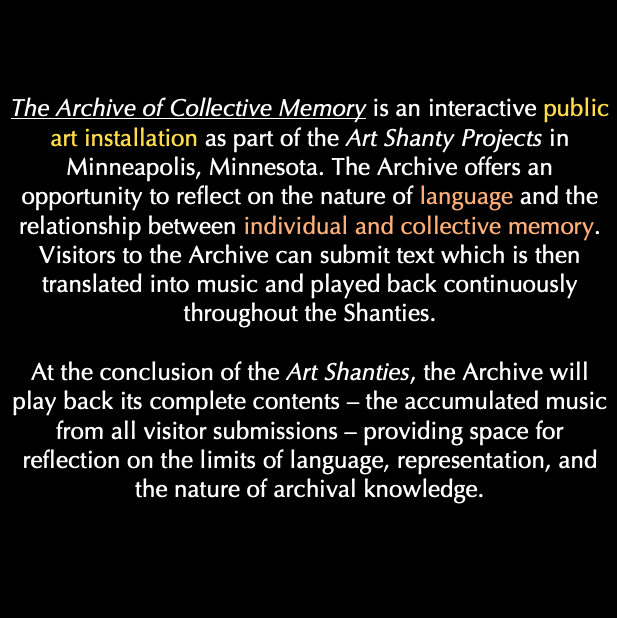 The Archive of Collective Memory is an interactive public
art installation as part of the Art Shanty Projects in
Minneapolis, Minnesota. The Archive offers an
opportunity to reflect on the nature of language and the
relationship between individual and collective memory.
Visitors to the Archive can submit text which is then
translated into music and played back continuously
throughout the Shanties.
At the conclusion of the Art Shanties, the Archive will
play back its complete contents – the accumulated music
from all visitor submissions – providing space for
reflection on the limits of language, representation, and
the nature of archival knowledge.